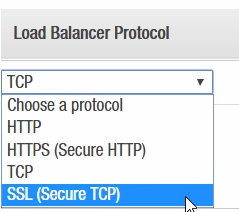 Load Balancer Protocol
TCP
Choose a protocol
HTTP
HTTPS (Secure HTTP)
TCP
SSL (Secure TCP)